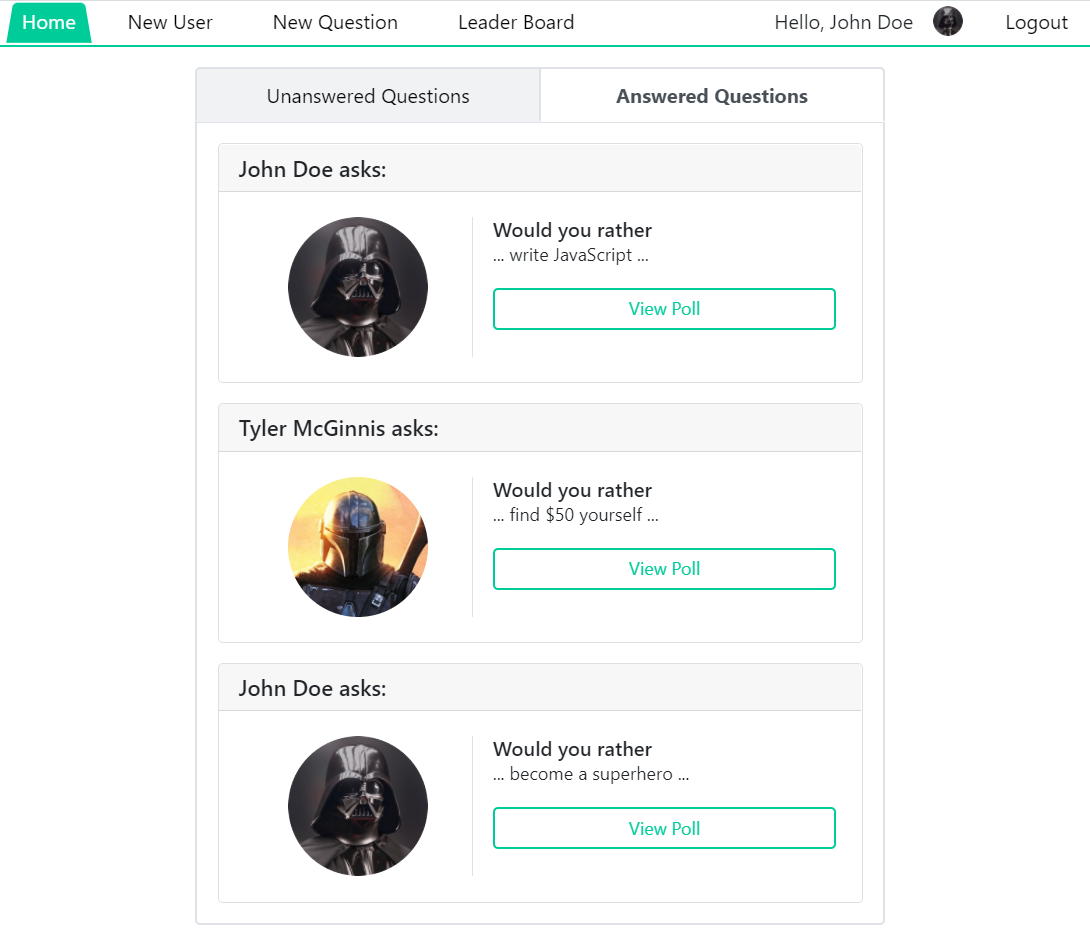 Home New User New Question Leader Board Hello, John Doe Logout
Unanswered Questions Answered Questions
John Doe asks:
Would you rather
... write JavaScript ...
View Poll
Tyler McGinnis asks:
Would you rather
... find $50 yourself ...
View Poll
John Doe asks:
Would you rather
... become a superhero ...
View Poll